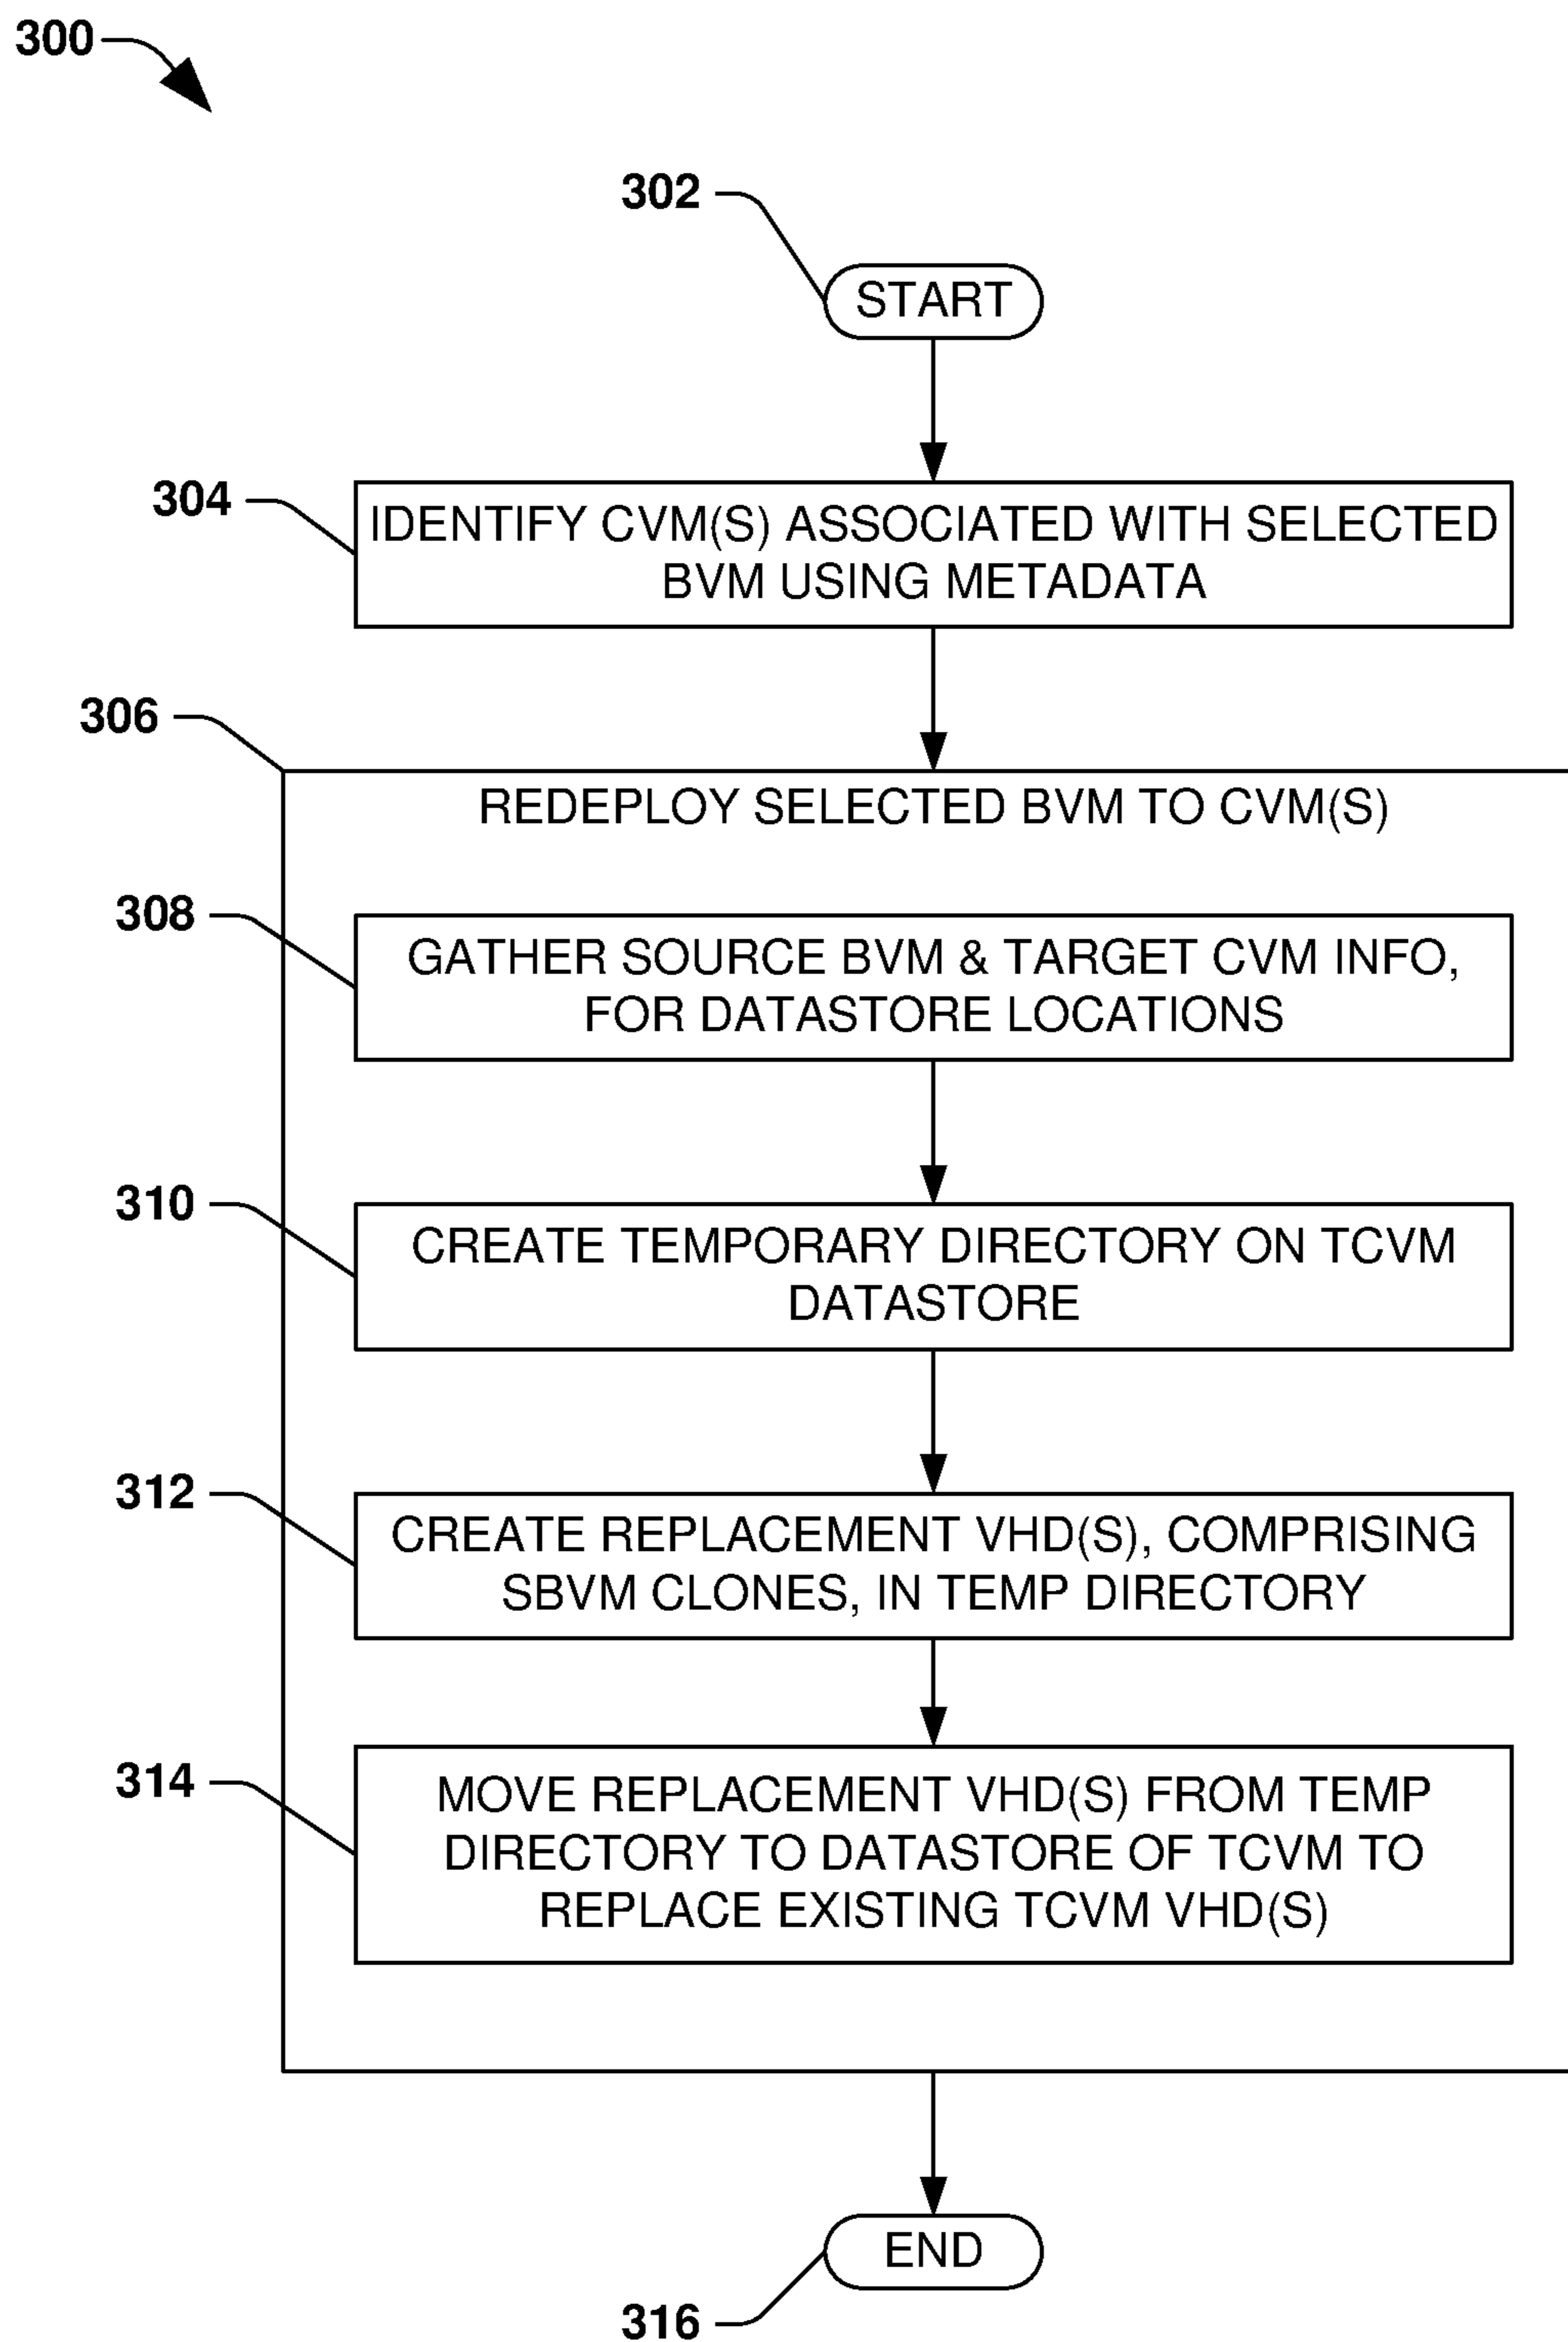 300
302
START
304
IDENTIFY CVM(S) ASSOCIATED WITH SELECTED
BVM USING METADATA
306
REDEPLOY SELECTED BVM TO CVM(S)
308
GATHER SOURCE BVM & TARGET CVM INFO,
FOR DATASTORE LOCATIONS
310
CREATE TEMPORARY DIRECTORY ON TCVM
DATASTORE
312
CREATE REPLACEMENT VHD(S), COMPRISING
SBVM CLONES, IN TEMP DIRECTORY
314
MOVE REPLACEMENT VHD(S) FROM TEMP
DIRECTORY TO DATASTORE OF TCVM TO
REPLACE EXISTING TCVM VHD(S)
END
316